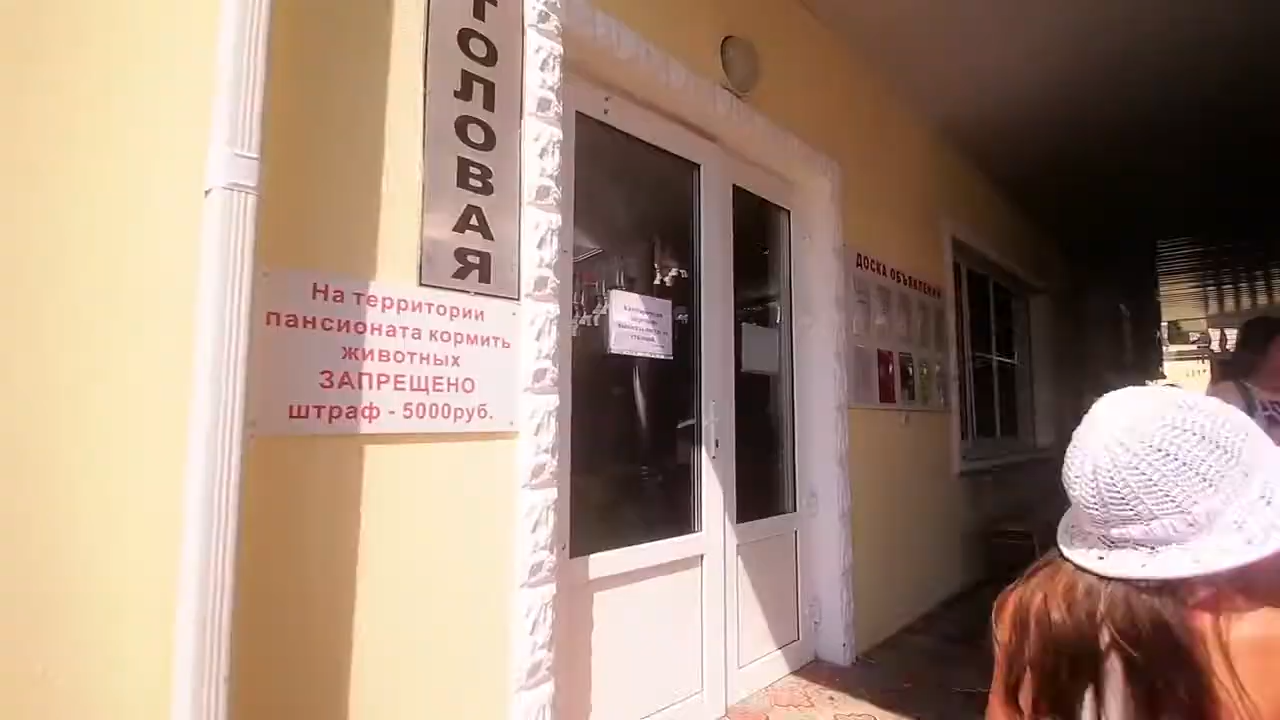 ТОЛОВАЯ
На территории
пансионата кормить
животных
ЗАПРЕЩЕНО
штраф - 5000руб.
ДОСКА ОБЪЯВЛЕНИЙ